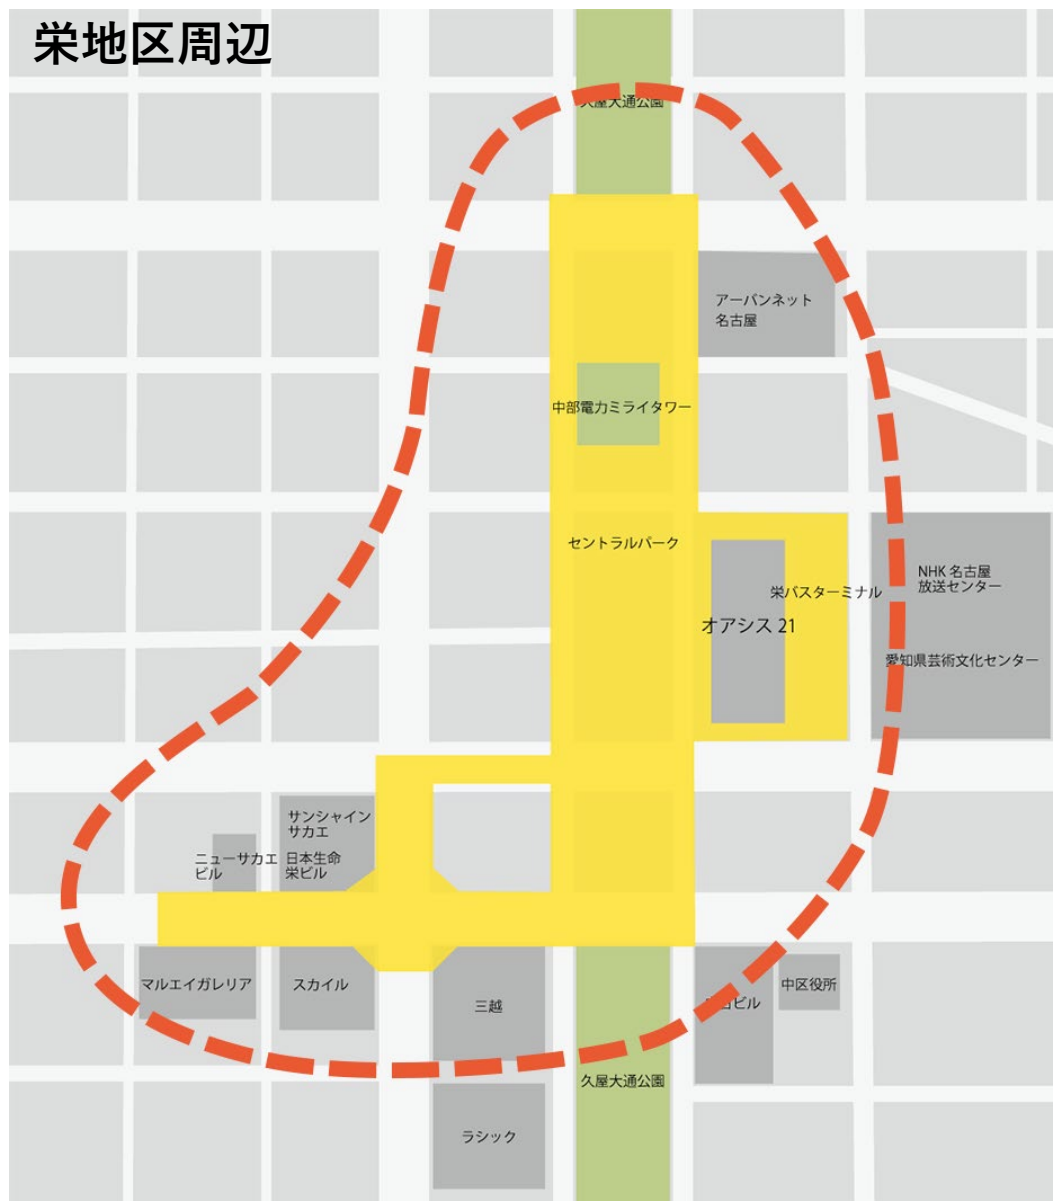 栄地区周辺
久屋大通公園
アーバンネット
名古屋
中部電力ミライタワー
セントラルパーク
栄バスターミナル
オアシス 21
NHK 名古屋
放送センター
愛知県芸術文化センター
サンシャイン
サカエ
ニューサカエ
ビル
日本生命
栄ビル
マルエイガレリア
スカイル
三越
ビル
中区役所
久屋大通公園
ラシック